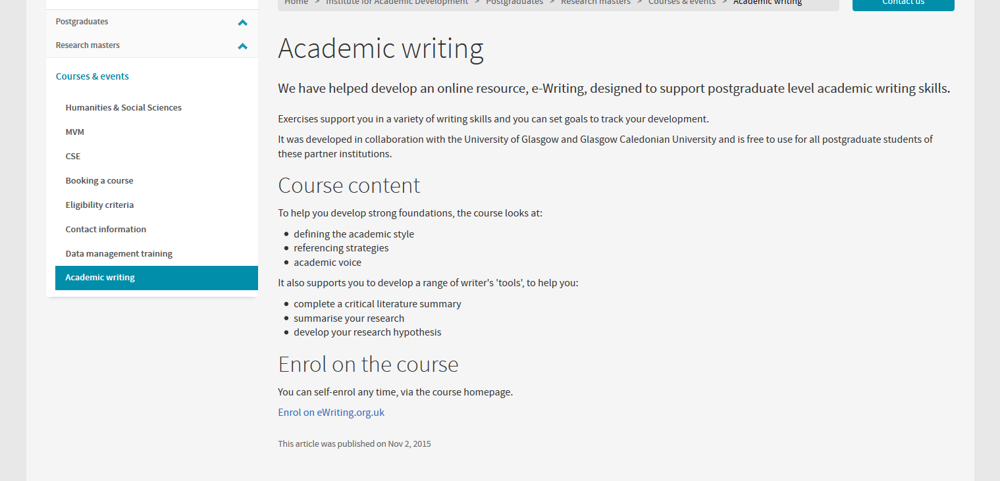 Home > Institute for Academic Development > Postgraduates > Research masters > Courses & events > Academic writing
Contact us
Postgraduates
Research masters
Courses & events
Humanities & Social Sciences
MVM
CSE
Booking a course
Eligibility criteria
Contact information
Data management training
Academic writing
Academic writing
We have helped develop an online resource, e-Writing, designed to support postgraduate level academic writing skills.
Exercises support you in a variety of writing skills and you can set goals to track your development.
It was developed in collaboration with the University of Glasgow and Glasgow Caledonian University and is free to use for all postgraduate students of
these partner institutions.
Course content
To help you develop strong foundations, the course looks at:
• defining the academic style
• referencing strategies
• academic voice
It also supports you to develop a range of writer's 'tools', to help you:
• complete a critical literature summary
• summarise your research
• develop your research hypothesis
Enrol on the course
You can self-enrol any time, via the course homepage.
Enrol on eWriting.org.uk
This article was published on Nov 2, 2015